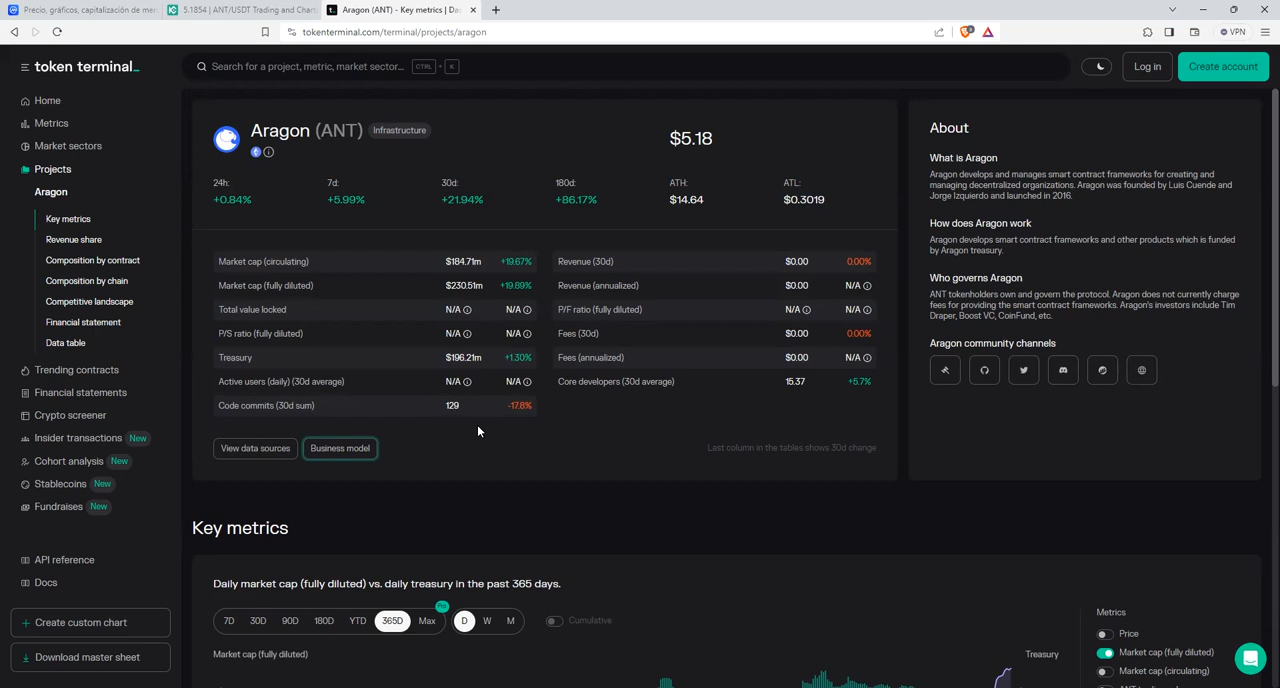 Precio, gráficos, capitalización de mer
5.1854 | ANT/USDT Trading and Chart
Aragon (ANT) - Key metrics | Da
tokenterminal.com/terminal/projects/aragon
VPN
token terminal_
Search for a project, metric, market sector...
CTRL + K
Log in
Create account
Home
Metrics
Market sectors
Projects
Aragon
Key metrics
Revenue share
Composition by contract
Composition by chain
Competitive landscape
Financial statement
Data table
Trending contracts
Financial statements
Crypto screener
Insider transactions New
Cohort analysis New
Stablecoins New
Fundraises New
API reference
Docs
Create custom chart
Download master sheet
Aragon (ANT) Infrastructure
$5.18
24h: 7d: 30d: 180d: ATH: ATL:
+0.84% +5.99% +21.94% +86.17% $14.64 $0.3019
Market cap (circulating) $184.71m +19.67% Revenue (30d) $0.00 0.00%
Market cap (fully diluted) $230.51m +19.89% Revenue (annualized) $0.00 N/A
Total value locked N/A N/A P/F ratio (fully diluted) N/A N/A
P/S ratio (fully diluted) N/A N/A Fees (30d) $0.00 0.00%
Treasury $196.21m +1.30% Fees (annualized) $0.00 N/A
Active users (daily) (30d average) N/A N/A Core developers (30d average) 15.37 +5.7%
Code commits (30d sum) 129 -17.8%
View data sources
Business model
Last column in the tables shows 30d change
About
What is Aragon
Aragon develops and manages smart contract frameworks for creating and
managing decentralized organizations. Aragon was founded by Luis Cuende and
Jorge Izquierdo and launched in 2016.
How does Aragon work
Aragon develops smart contract frameworks and other products which is funded
by Aragon treasury.
Who governs Aragon
ANT tokenholders own and govern the protocol. Aragon does not currently charge
fees for providing the smart contract frameworks. Aragon's investors include Tim
Draper, Boost VC, CoinFund, etc.
Aragon community channels
Key metrics
Daily market cap (fully diluted) vs. daily treasury in the past 365 days.
Pro
7D 30D 90D 180D YTD 365D Max D W M Cumulative
Market cap (fully diluted)
Treasury
Metrics
Price
Market cap (fully diluted)
Market cap (circulating)